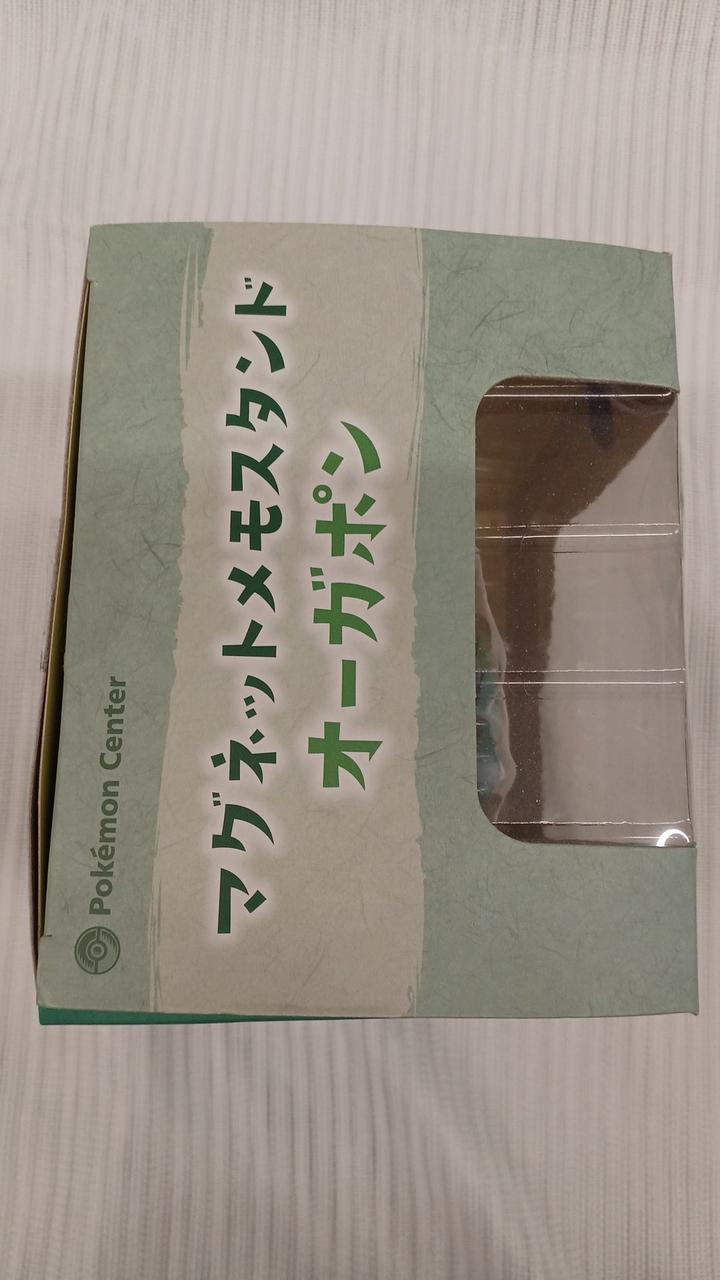 Pokémon Center
マグネットメモスタンド
オーガポン